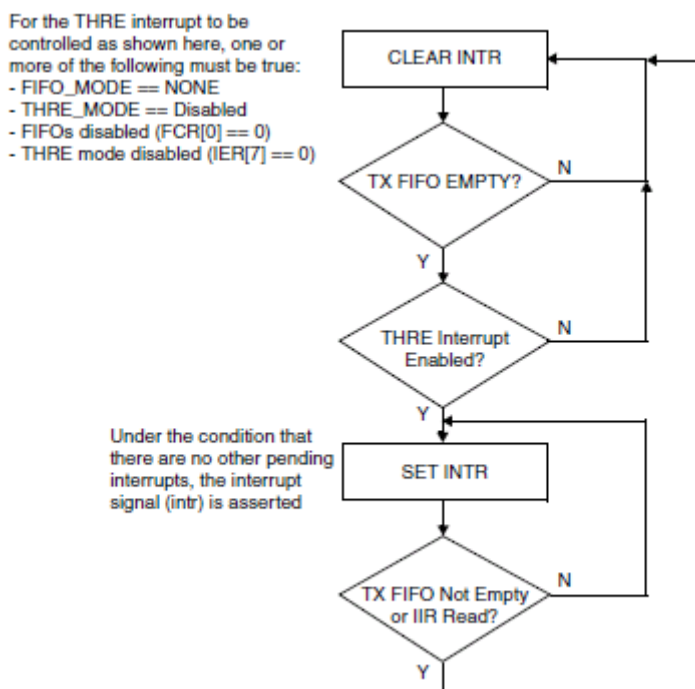 For the THRE interrupt to be
controlled as shown here, one or
more of the following must be true:
- FIFO_MODE == NONE
- THRE_MODE == Disabled
- FIFOs disabled (FCR[0] == 0)
- THRE mode disabled (IER[7] == 0)
CLEAR INTR
TX FIFO EMPTY?
N
Y
THRE Interrupt
Enabled?
N
Y
Under the condition that
there are no other pending
interrupts, the interrupt
signal (intr) is asserted
SET INTR
TX FIFO Not Empty
or IIR Read?
N
Y